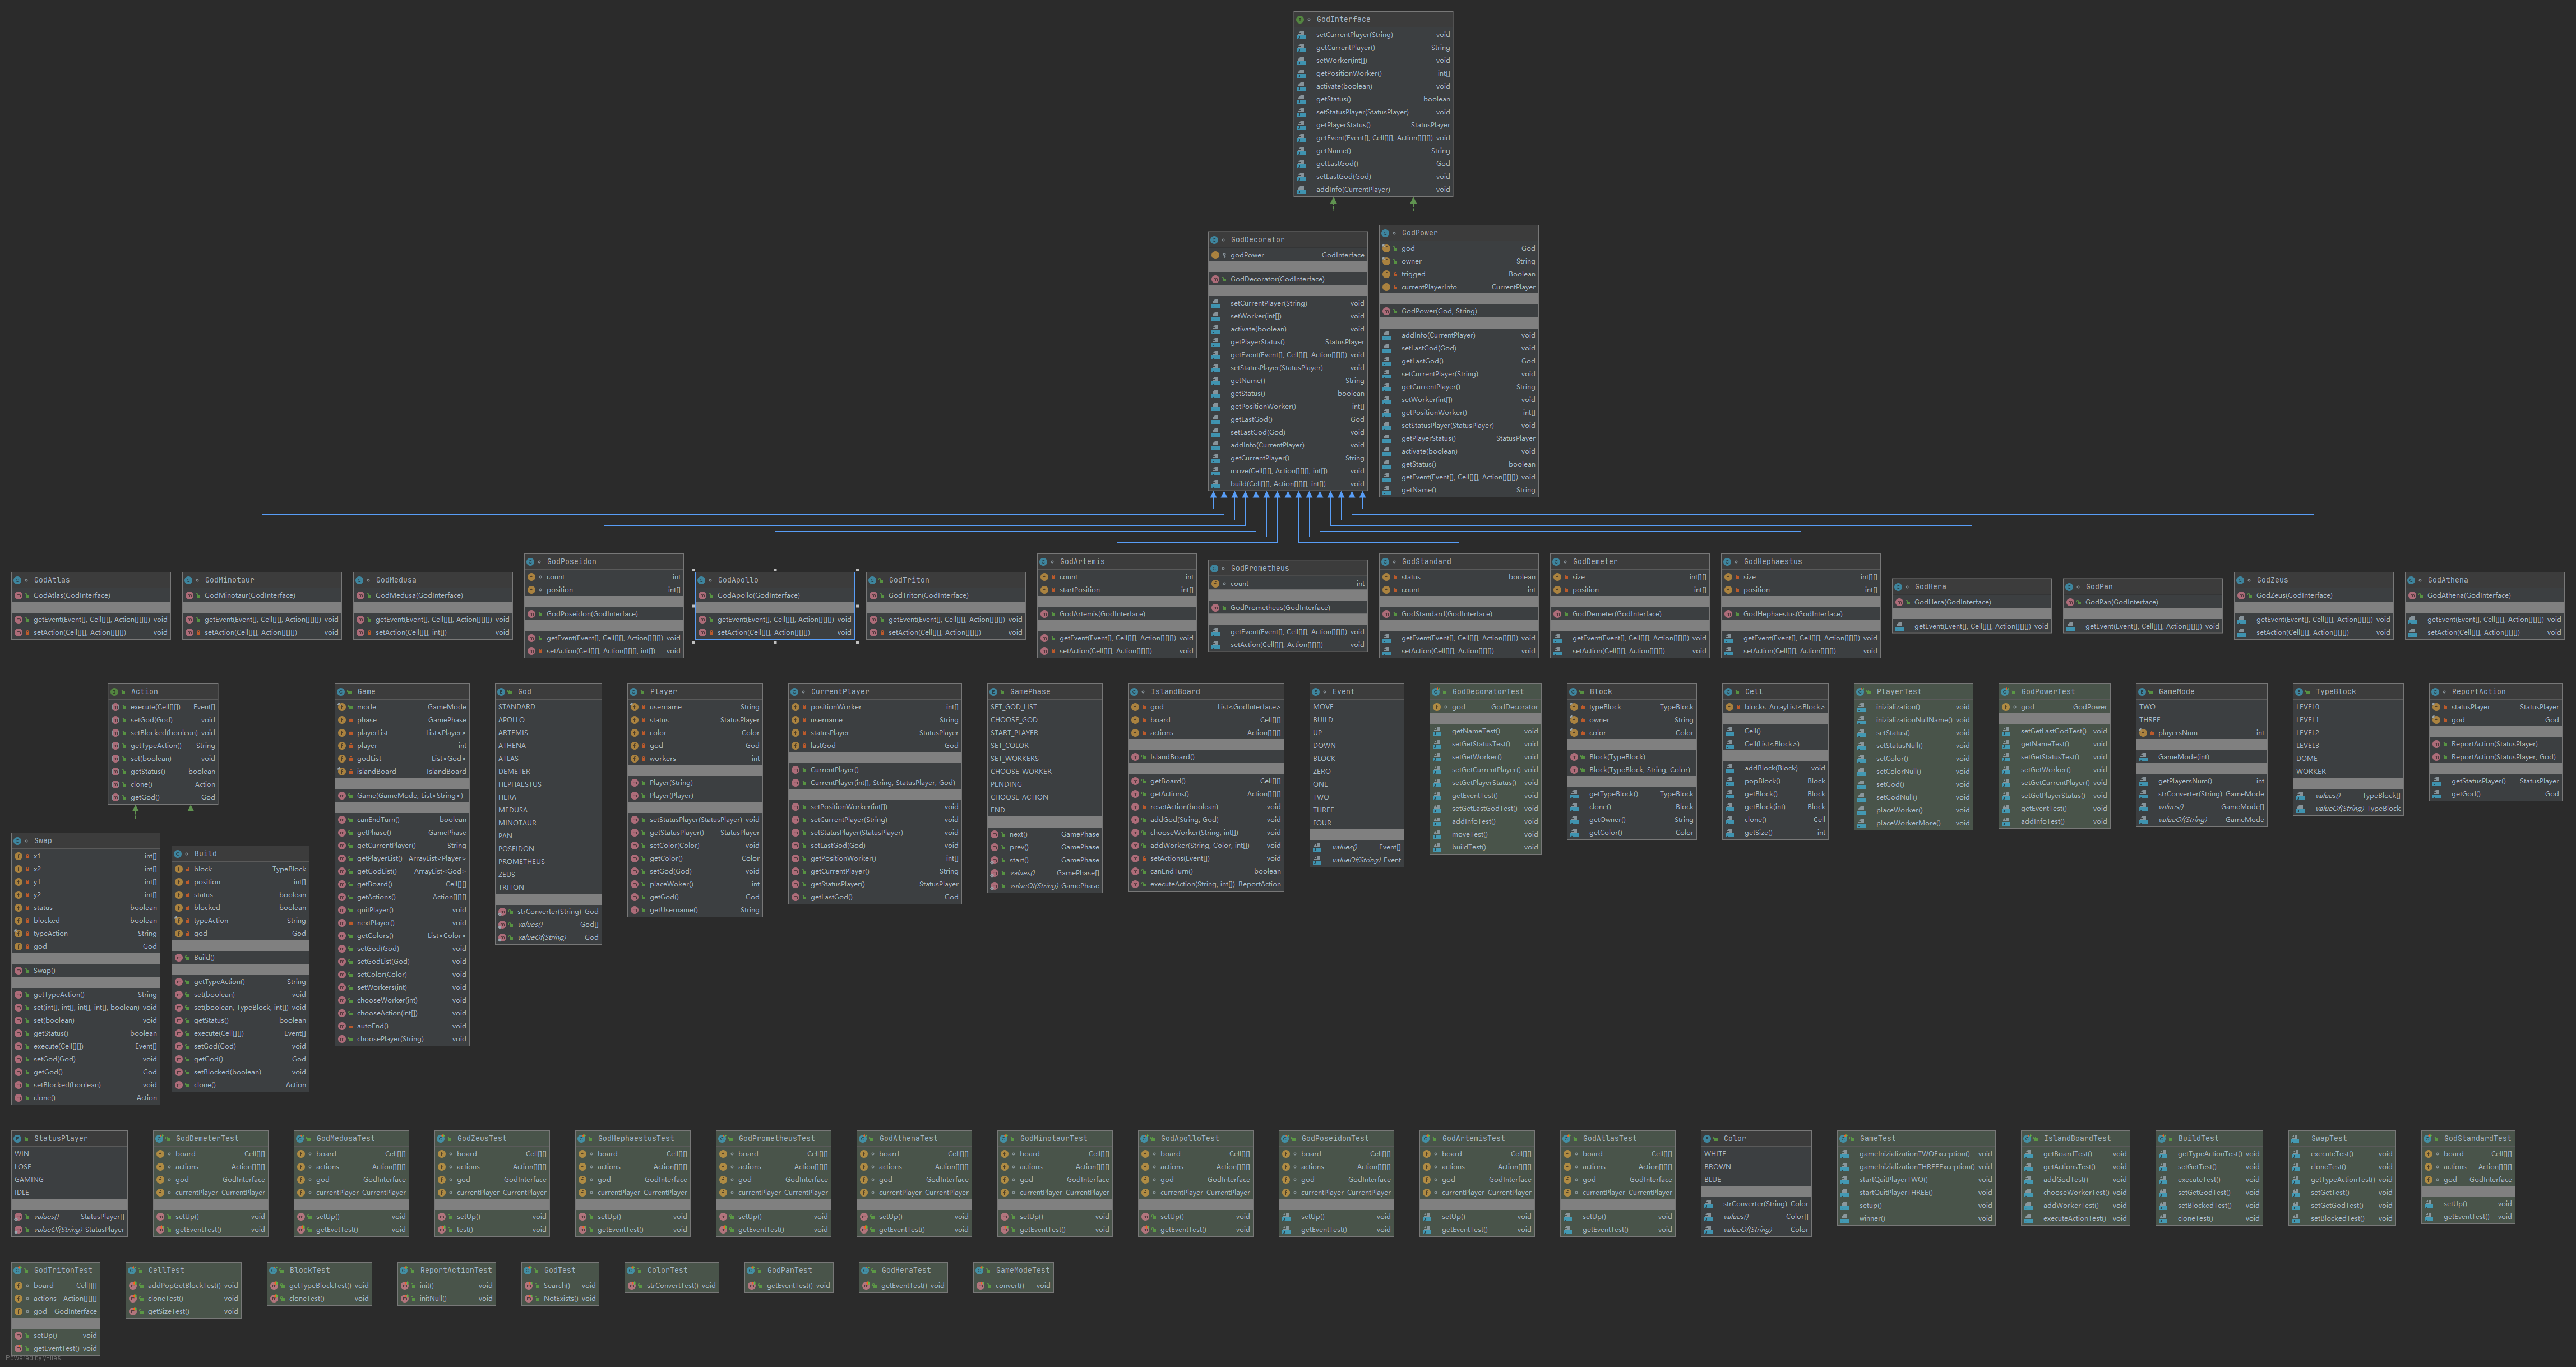 GodInterface
setCurrentPlayer(String) void
getCurrentPlayer() String
setWorker(int[]) void
getPositionWorker() int[]
activate(boolean) void
getStatus() boolean
setStatusPlayer(StatusPlayer) void
getPlayerStatus() StatusPlayer
getEvent(Event[], Cell[][], Action[][][]) void
getName() String
getLastGod() God
setLastGod(God) void
addInfo(CurrentPlayer) void
GodDecorator
godPower GodInterface
GodDecorator(GodInterface)
setCurrentPlayer(String) void
setWorker(int[]) void
activate(boolean) void
getPlayerStatus() StatusPlayer
getEvent(Event[], Cell[][], Action[][][]) void
setStatusPlayer(StatusPlayer) void
getName() String
getStatus() boolean
getPositionWorker() int[]
getLastGod() God
setLastGod(God) void
addInfo(CurrentPlayer) void
getCurrentPlayer() String
move(Cell[][], Action[][][], int[]) void
build(Cell[][], Action[][][], int[]) void
GodPower
god God
owner String
trigged Boolean
currentPlayerInfo CurrentPlayer
GodPower(God, String)
addInfo(CurrentPlayer) void
setLastGod(God) void
getLastGod() God
setCurrentPlayer(String) void
getCurrentPlayer() String
setWorker(int[]) void
getPositionWorker() int[]
setStatusPlayer(StatusPlayer) void
getPlayerStatus() StatusPlayer
activate(boolean) void
getStatus() boolean
getEvent(Event[], Cell[][], Action[][][]) void
getName() String
GodAtlas
GodAtlas(GodInterface)
getEvent(Event[], Cell[][], Action[][][]) void
setAction(Cell[][], Action[][][]) void
GodMinotaur
GodMinotaur(GodInterface)
getEvent(Event[], Cell[][], Action[][][]) void
setAction(Cell[][], Action[][][]) void
GodMedusa
GodMedusa(GodInterface)
getEvent(Event[], Cell[][], Action[][][]) void
setAction(Cell[][], int[]) void
GodPoseidon
count int
position int[]
GodPoseidon(GodInterface)
getEvent(Event[], Cell[][], Action[][][]) void
setAction(Cell[][], Action[][][], int[]) void
GodApollo
GodApollo(GodInterface)
getEvent(Event[], Cell[][], Action[][][]) void
setAction(Cell[][], Action[][][]) void
GodTriton
GodTriton(GodInterface)
getEvent(Event[], Cell[][], Action[][][]) void
setAction(Cell[][], Action[][][]) void
GodArtemis
count int
startPosition int[]
GodArtemis(GodInterface)
getEvent(Event[], Cell[][], Action[][][]) void
setAction(Cell[][], Action[][][]) void
GodPrometheus
count int
GodPrometheus(GodInterface)
getEvent(Event[], Cell[][], Action[][][]) void
setAction(Cell[][], Action[][][]) void
GodStandard
status boolean
count int
GodStandard(GodInterface)
getEvent(Event[], Cell[][], Action[][][]) void
setAction(Cell[][], Action[][][]) void
GodDemeter
size int[][]
position int[]
GodDemeter(GodInterface)
getEvent(Event[], Cell[][], Action[][][]) void
setAction(Cell[][], Action[][][]) void
GodHephaestus
size int[][]
position int[]
GodHephaestus(GodInterface)
getEvent(Event[], Cell[][], Action[][][]) void
setAction(Cell[][], Action[][][]) void
GodHera
GodHera(GodInterface)
getEvent(Event[], Cell[][], Action[][][]) void
GodPan
GodPan(GodInterface)
getEvent(Event[], Cell[][], Action[][][]) void
GodZeus
GodZeus(GodInterface)
getEvent(Event[], Cell[][], Action[][][]) void
setAction(Cell[][], Action[][][]) void
GodAthena
GodAthena(GodInterface)
getEvent(Event[], Cell[][], Action[][][]) void
setAction(Cell[][], Action[][][]) void
Action
execute(Cell[][]) Event[]
setGod(God) void
setBlocked(boolean) void
getTypeAction() String
set(boolean) void
getStatus() boolean
clone() Action
getGod() God
Swap
x1 int[]
x2 int[]
y1 int[]
y2 int[]
status boolean
blocked boolean
typeAction String
god God
Swap()
getTypeAction() String
set(int[], int[], int[], int[], boolean) void
set(boolean) void
getStatus() boolean
execute(Cell[][]) Event[]
setGod(God) void
getGod() God
setBlocked(boolean) void
clone() Action
Build
block TypeBlock
position int[]
status boolean
blocked boolean
typeAction String
god God
Build()
getTypeAction() String
set(boolean) void
set(boolean, TypeBlock, int[]) void
getStatus() boolean
execute(Cell[][]) Event[]
setGod(God) void
getGod() God
setBlocked(boolean) void
clone() Action
Game
mode GameMode
phase GamePhase
playerList List<Player>
player int
godList List<God>
islandBoard IslandBoard
Game(GameMode, List<String>)
canEndTurn() boolean
getPhase() GamePhase
getCurrentPlayer() String
getPlayerList() ArrayList<Player>
getGodList() ArrayList<God>
getBoard() Cell[][]
getActions() Action[][][]
quitPlayer() void
nextPlayer() void
getColors() List<Color>
setGod(God) void
setGodList(God) void
setColor(Color) void
setWorkers(int) void
chooseWorker(int) void
chooseAction(int[]) void
autoEnd() void
choosePlayer(String) void
God
STANDARD
APOLLO
ARTEMIS
ATHENA
ATLAS
DEMETER
HEPHAESTUS
HERA
MEDUSA
MINOTAUR
PAN
POSEIDON
PROMETHEUS
ZEUS
TRITON
strConverter(String) God
values() God[]
valueOf(String) God
Player
username String
status StatusPlayer
color Color
god God
workers int
Player(String)
Player(Player)
setStatusPlayer(StatusPlayer) void
getStatusPlayer() StatusPlayer
setColor(Color) void
getColor() Color
setGod(God) void
placeWoker() int
getGod() God
getUsername() String
CurrentPlayer
positionWorker int[]
username String
statusPlayer StatusPlayer
lastGod God
CurrentPlayer()
CurrentPlayer(int[], String, StatusPlayer, God)
setPositionWorker(int[]) void
setCurrentPlayer(String) void
setStatusPlayer(StatusPlayer) void
setLastGod(God) void
getPositionWorker() int[]
getCurrentPlayer() String
getStatusPlayer() StatusPlayer
getLastGod() God
GamePhase
SET_GOD_LIST
CHOOSE_GOD
START_PLAYER
SET_COLOR
SET_WORKERS
CHOOSE_WORKER
PENDING
CHOOSE_ACTION
END
next() GamePhase
prev() GamePhase
start() GamePhase
values() GamePhase[]
valueOf(String) GamePhase
IslandBoard
god List<GodInterface>
board Cell[][]
actions Action[][][]
IslandBoard()
getBoard() Cell[][]
getActions() Action[][][]
resetAction(boolean) void
addGod(String, God) void
chooseWorker(String, int[]) void
addWorker(String, Color, int[]) void
setActions(Event[]) void
canEndTurn() boolean
executeAction(String, int[]) ReportAction
Event
MOVE
BUILD
UP
DOWN
BLOCK
ZERO
ONE
TWO
THREE
FOUR
values() Event[]
valueOf(String) Event
GodDecoratorTest
god GodDecorator
getNameTest() void
setGetStatusTest() void
setGetWorker() void
setGetCurrentPlayer() void
setGetPlayerStatus() void
getEventTest() void
setGetLastGodTest() void
addInfoTest() void
moveTest() void
buildTest() void
Block
typeBlock TypeBlock
owner String
color Color
Block(TypeBlock)
Block(TypeBlock, String, Color)
getTypeBlock() TypeBlock
clone() Block
getOwner() String
getColor() Color
Cell
blocks ArrayList<Block>
Cell()
Cell(List<Block>)
addBlock(Block) void
popBlock() Block
getBlock() Block
getBlock(int) Block
clone() Cell
getSize() int
PlayerTest
inizialization() void
inizializationNullName() void
setStatus() void
setStatusNull() void
setColor() void
setColorNull() void
setGod() void
setGodNull() void
placeWorker() void
placeWorkerMore() void
GodPowerTest
god GodPower
setGetLastGodTest() void
getNameTest() void
setGetStatusTest() void
setGetWorker() void
setGetCurrentPlayer() void
setGetPlayerStatus() void
getEventTest() void
addInfoTest() void
GameMode
TWO
THREE
playersNum int
GameMode(int)
getPlayersNum() int
strConverter(String) GameMode
values() GameMode[]
valueOf(String) GameMode
TypeBlock
LEVEL0
LEVEL1
LEVEL2
LEVEL3
DOME
WORKER
values() TypeBlock[]
valueOf(String) TypeBlock
ReportAction
statusPlayer StatusPlayer
god God
ReportAction(StatusPlayer)
ReportAction(StatusPlayer, God)
getStatusPlayer() StatusPlayer
getGod() God
StatusPlayer
WIN
LOSE
GAMING
IDLE
values() StatusPlayer[]
valueOf(String) StatusPlayer
GodDemeterTest
board Cell[][]
actions Action[][][]
god GodInterface
currentPlayer CurrentPlayer
setUp() void
getEventTest() void
GodMedusaTest
board Cell[][]
actions Action[][][]
god GodInterface
currentPlayer CurrentPlayer
setUp() void
getEvetTest() void
GodZeusTest
board Cell[][]
actions Action[][][]
god GodInterface
currentPlayer CurrentPlayer
setUp() void
test() void
GodHephaestusTest
board Cell[][]
actions Action[][][]
god GodInterface
currentPlayer CurrentPlayer
setUp() void
getEventTest() void
GodPrometheusTest
board Cell[][]
actions Action[][][]
god GodInterface
currentPlayer CurrentPlayer
setUp() void
getEventTest() void
GodAthenaTest
board Cell[][]
actions Action[][][]
god GodInterface
currentPlayer CurrentPlayer
setUp() void
getEventTest() void
GodMinotaurTest
board Cell[][]
actions Action[][][]
god GodInterface
currentPlayer CurrentPlayer
setUp() void
getEventTest() void
GodApolloTest
board Cell[][]
actions Action[][][]
god GodInterface
currentPlayer CurrentPlayer
setUp() void
getEventTest() void
GodPoseidonTest
board Cell[][]
actions Action[][][]
god GodInterface
currentPlayer CurrentPlayer
setUp() void
getEventTest() void
GodArtemisTest
board Cell[][]
actions Action[][][]
god GodInterface
currentPlayer CurrentPlayer
setUp() void
getEventTest() void
GodAtlasTest
board Cell[][]
actions Action[][][]
god GodInterface
currentPlayer CurrentPlayer
setUp() void
getEventTest() void
Color
WHITE
BROWN
BLUE
strConverter(String) Color
values() Color[]
valueOf(String) Color
GameTest
gameInizializationTWOException() void
gameInizializationTHREEException() void
startQuitPlayerTWO() void
startQuitPlayerTHREE() void
setup() void
winner() void
IslandBoardTest
getBoardTest() void
getActionsTest() void
addGodTest() void
chooseWorkerTest() void
addWorkerTest() void
executeActionTest() void
BuildTest
getTypeActionTest() void
setGetTest() void
executeTest() void
setGetGodTest() void
setBlockedTest() void
cloneTest() void
SwapTest
executeTest() void
cloneTest() void
getTypeActionTest() void
setGetTest() void
setGetGodTest() void
setBlockedTest() void
GodStandardTest
board Cell[][]
actions Action[][][]
god GodInterface
setUp() void
getEventTest() void
GodTritonTest
board Cell[][]
actions Action[][][]
god GodInterface
setUp() void
getEventTest() void
CellTest
addPopGetBlockTest() void
cloneTest() void
getSizeTest() void
BlockTest
getTypeBlockTest() void
cloneTest() void
ReportActionTest
init() void
initNull() void
GodTest
Search() void
NotExists() void
ColorTest
strConvertTest() void
GodPanTest
getEventTest() void
GodHeraTest
getEventTest() void
GameModeTest
convert() void
Powered by yFiles